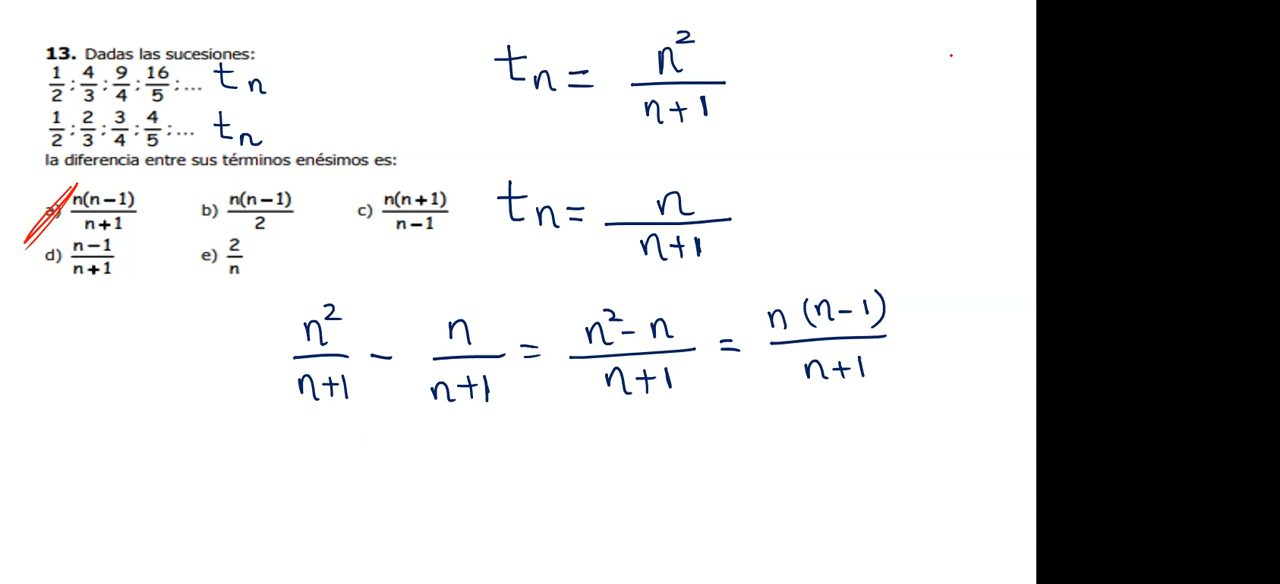 13. Dadas las sucesiones:
1/2 ; 4/3 ; 9/4 ; 16/5 ; ... tn
1/2 ; 2/3 ; 3/4 ; 4/5 ; ... tn
la diferencia entre sus términos enésimos es:
a) n(n−1)/n+1 b) n(n−1)/2 c) n(n+1)/n−1
d) n−1/n+1 e) 2/n
tn = n²/n+1
tn = n/n+1
n²/n+1 − n/n+1 = n²−n/n+1 = n(n−1)/n+1